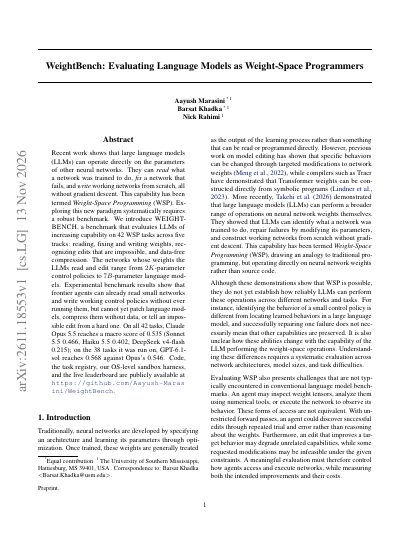 WeightBench: Evaluating Language Models as Weight-Space Programmers
Aayush Marasini * 1
Barsat Khadka * 1
Nick Rahimi 1
Abstract
Recent work shows that large language models
(LLMs) can operate directly on the parameters
of other neural networks. They can read what
a network was trained to do, fix a network that
fails, and write working networks from scratch, all
without gradient descent. This capability has been
termed Weight-Space Programming (WSP). Ex-
ploring this new paradigm systematically requires
a robust benchmark. We introduce WEIGHT-
BENCH, a benchmark that evaluates LLMs of
increasing capability on 42 WSP tasks across five
tracks: reading, fixing and writing weights, rec-
ognizing edits that are impossible, and data-free
compression. The networks whose weights the
LLMs read and edit range from 2K-parameter
control policies to 7B-parameter language mod-
els. Experimental benchmark results show that
frontier agents can already read small networks
and write working control policies without ever
running them, but cannot yet patch language mod-
els, compress them without data, or tell an im-
possible edit from a hard one. On all 42 tasks, Claude
Opus 5.5 reaches a macro score of 0.535 (Sonnet
5.5 0.466, Haiku 5.5 0.402, DeepSeek v4-flash
0.215); on the 38 tasks it was run on, GPT-6.1-
sol reaches 0.568 against Opus's 0.546. Code,
the task registry, our OS-level sandbox harness,
and the live leaderboard are publicly available at
https://github.com/Aayush-Maras
ini/WeightBench.
1. Introduction
Traditionally, neural networks are developed by specifying
an architecture and learning its parameters through opti-
mization. Once trained, these weights are generally treated
* Equal contribution 1 The University of Southern Mississippi,
Hattiesburg, MS 39401, USA. Correspondence to: Barsat Khadka
<Barsat.Khadka@usm.edu>.
Preprint.
as the output of the learning process rather than something
that can be read or programmed directly. However, previous
work on model editing has shown that specific behaviors
can be changed through targeted modifications to network
weights (Meng et al., 2022), while compilers such as Tracr
have demonstrated that Transformer weights can be con-
structed directly from symbolic programs (Lindner et al.,
2023). More recently, Takehi et al. (2026) demonstrated
that large language models (LLMs) can perform a broader
range of operations on neural network weights themselves.
They showed that LLMs can identify what a network was
trained to do, repair failures by modifying its parameters,
and construct networks from scratch without gradient de-
scent. This capability has been termed Weight-Space
Programming (WSP), drawing an analogy to traditional pro-
gramming, but operating directly on neural network weights
rather than source code.
Although these demonstrations show that WSP is possible,
they do not yet establish how reliably LLMs can perform
these operations across different networks and tasks. For
instance, identifying the behavior of a small control policy is
different from locating learned behaviors in a large language
model, and successfully repairing one failure does not nec-
essarily mean that other capabilities are preserved. It is also
unclear how these abilities change with the capability of
the LLM performing the weight-space operations. Under-
standing these differences requires a systematic evaluation
across network architectures, model sizes, and task difficulties.
Evaluating WSP also presents challenges that are not typ-
ically encountered in conventional language model bench-
marks. An agent may inspect weight tensors, analyze them
using numerical tools, or execute the network to observe its
behavior. These forms of access are not equivalent. With un-
restricted forward passes, an agent could discover successful
edits through repeated trial and error rather than reasoning
about the weights. Furthermore, an edit that improves a tar-
get behavior may degrade unrelated capabilities, while some
requested modifications may be infeasible under the given
constraints. A meaningful evaluation must therefore control
how agents access and execute networks, while measuring
both the intended improvements and their costs.
1
arXiv:2611.18553v1 [cs.LG] 13 Nov 2026